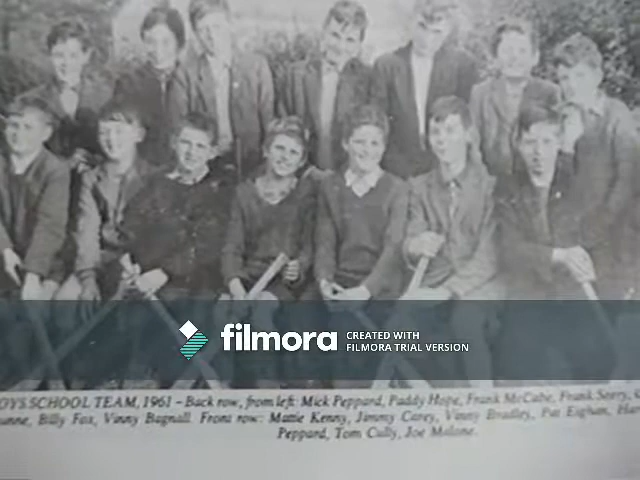 filmora CREATED WITH
FILMORA TRIAL VERSION
OYS SCHOOL TEAM, 1961 – Back row, from left: Mick Peppard, Paddy Hope, Frank McCabe, Frank Seery,
unne, Billy Fox, Vinny Bagnall. Front row: Mattie Kenny, Jimmy Carey, Vinny Bradley, Pat Eighan, Ha
Peppard, Tom Cully, Joe Malone.